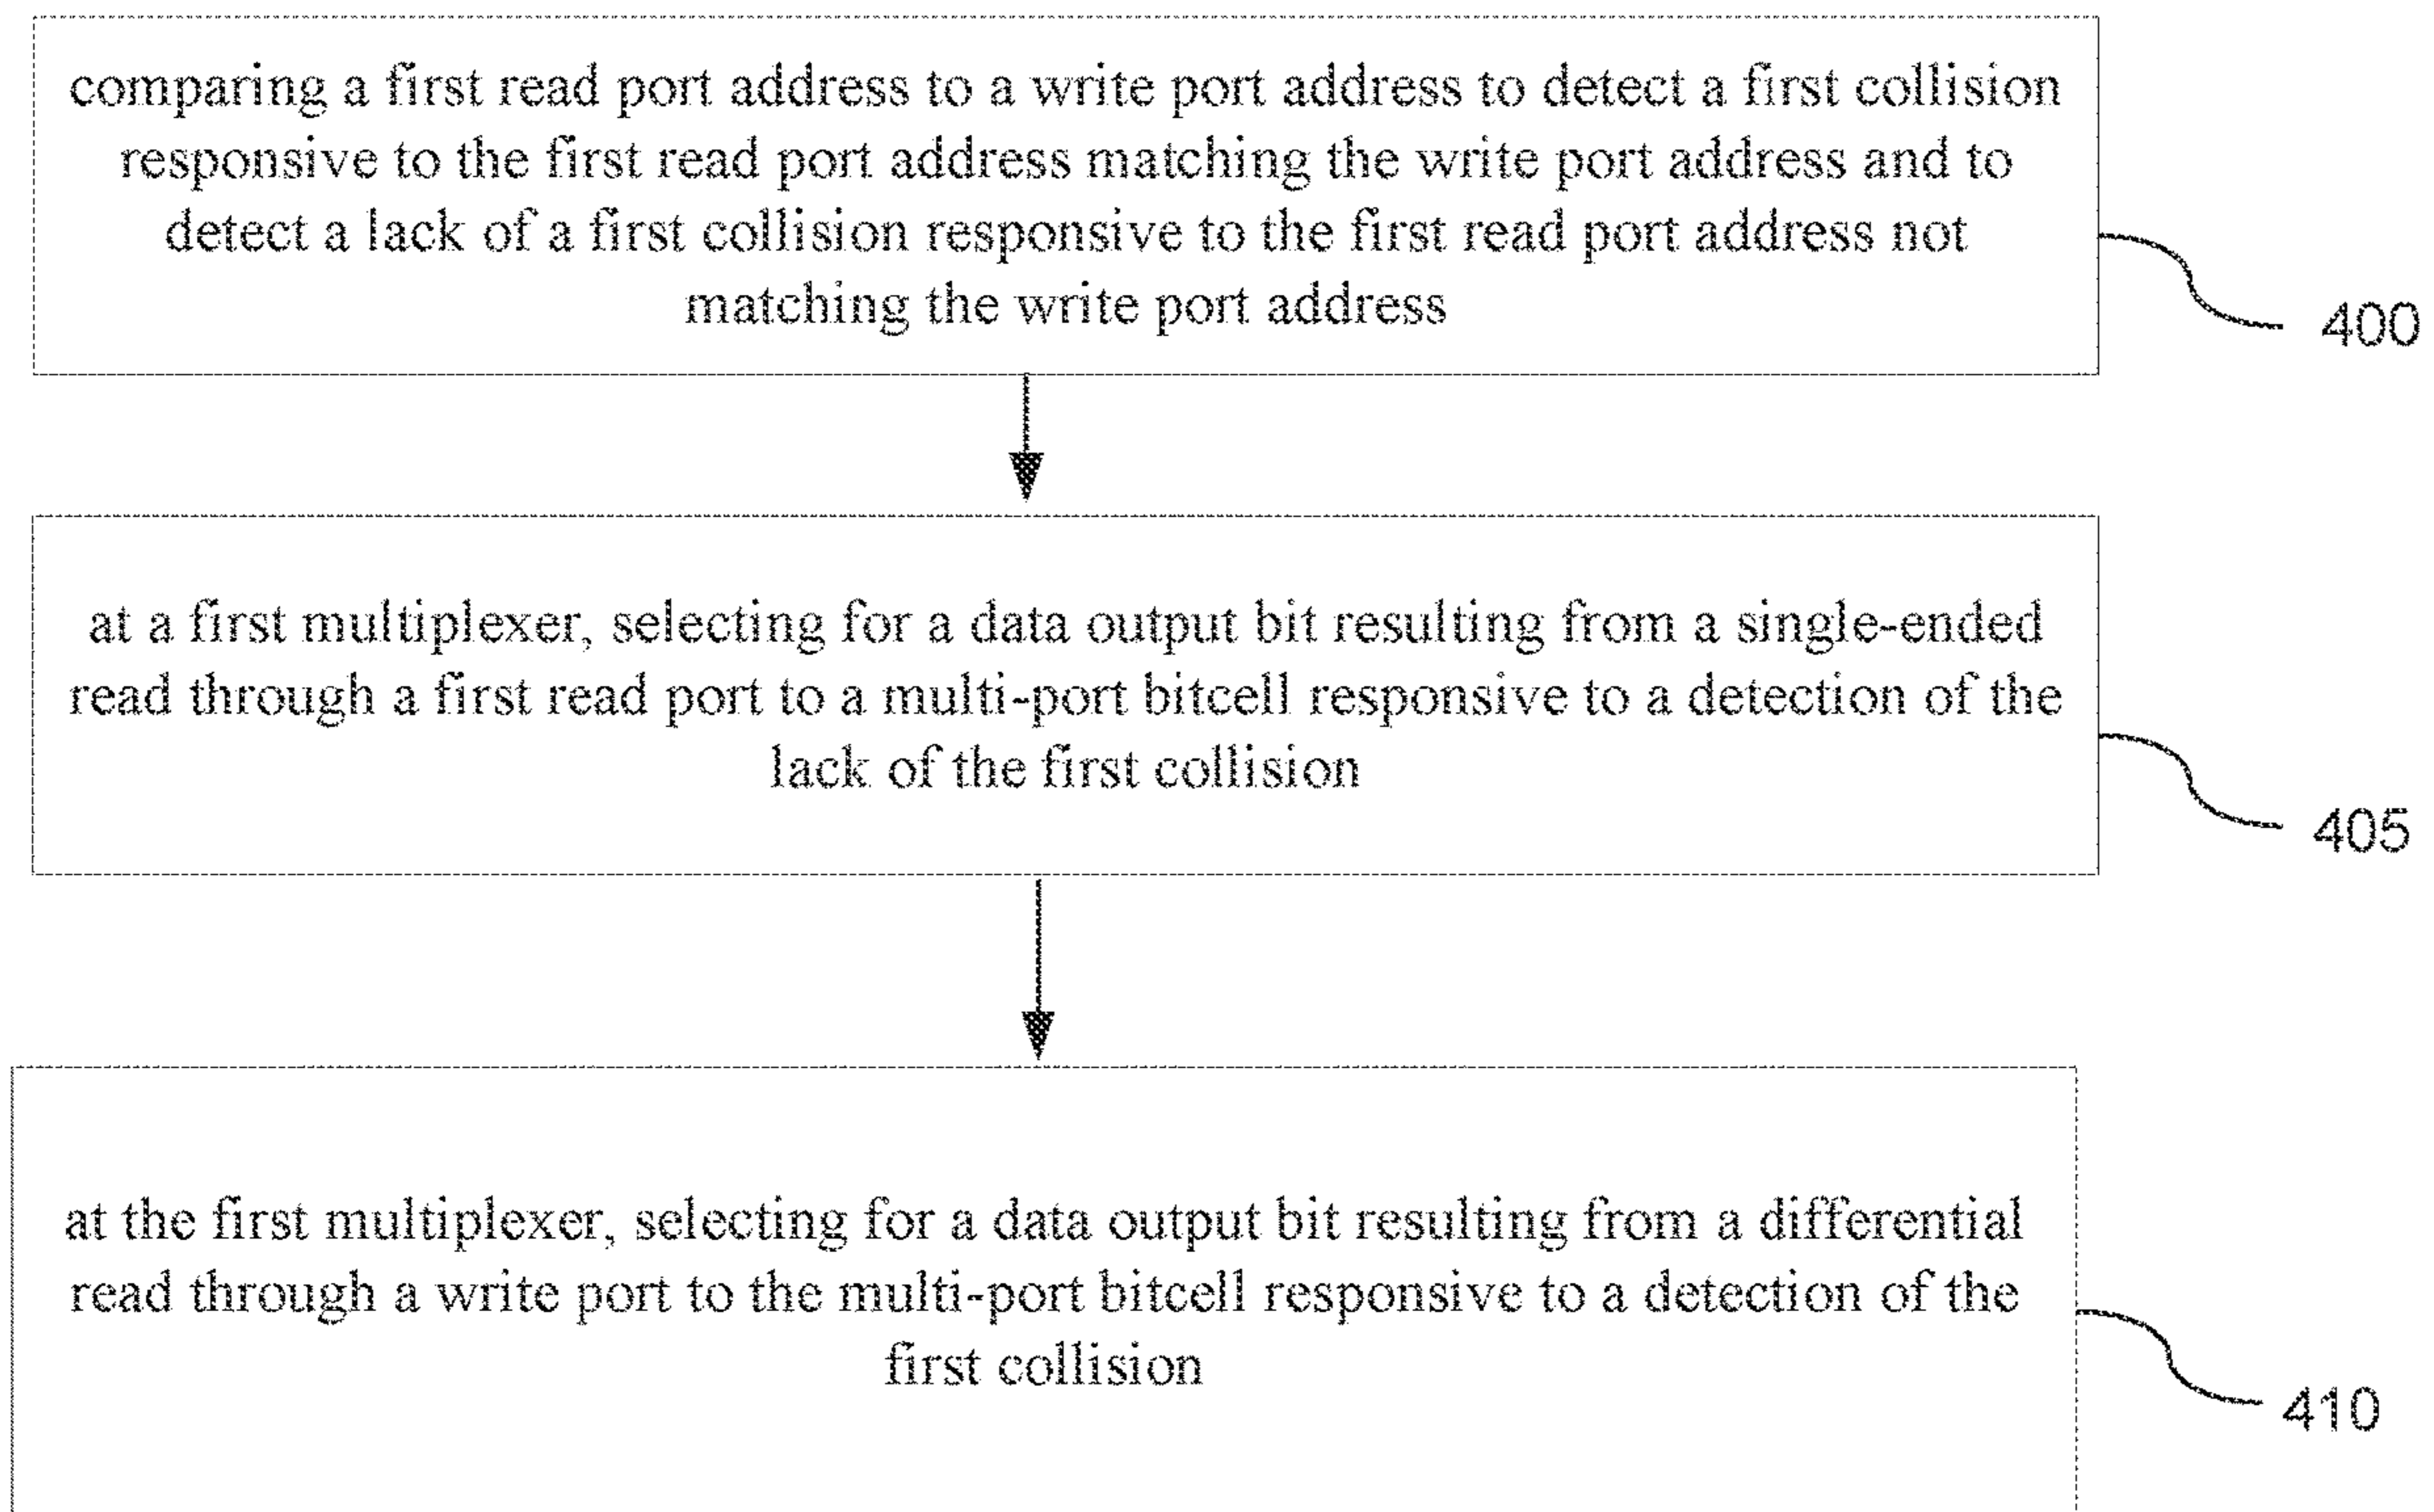 comparing a first read port address to a write port address to detect a first collision
responsive to the first read port address matching the write port address and to
detect a lack of a first collision responsive to the first read port address not
matching the write port address
400
at a first multiplexer, selecting for a data output bit resulting from a single-ended
read through a first read port to a multi-port bitcell responsive to a detection of the
lack of the first collision
405
at the first multiplexer, selecting for a data output bit resulting from a differential
read through a write port to the multi-port bitcell responsive to a detection of the
first collision
410